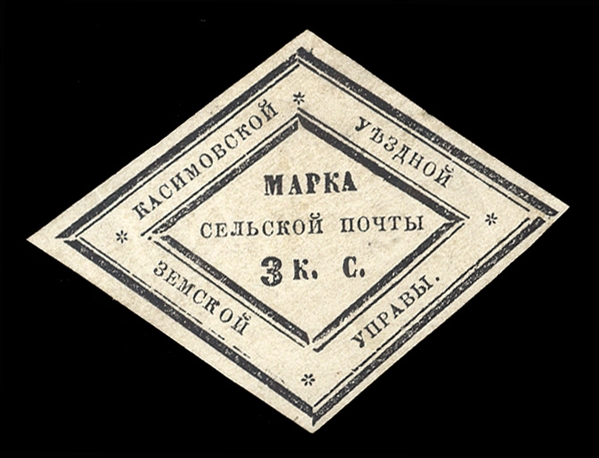 КАСИМОВСКОЙ
УѢЗДНОЙ
ЗЕМСКОЙ
УПРАВЫ.
МАРКА
СЕЛЬСКОЙ ПОЧТЫ
3 К. С.